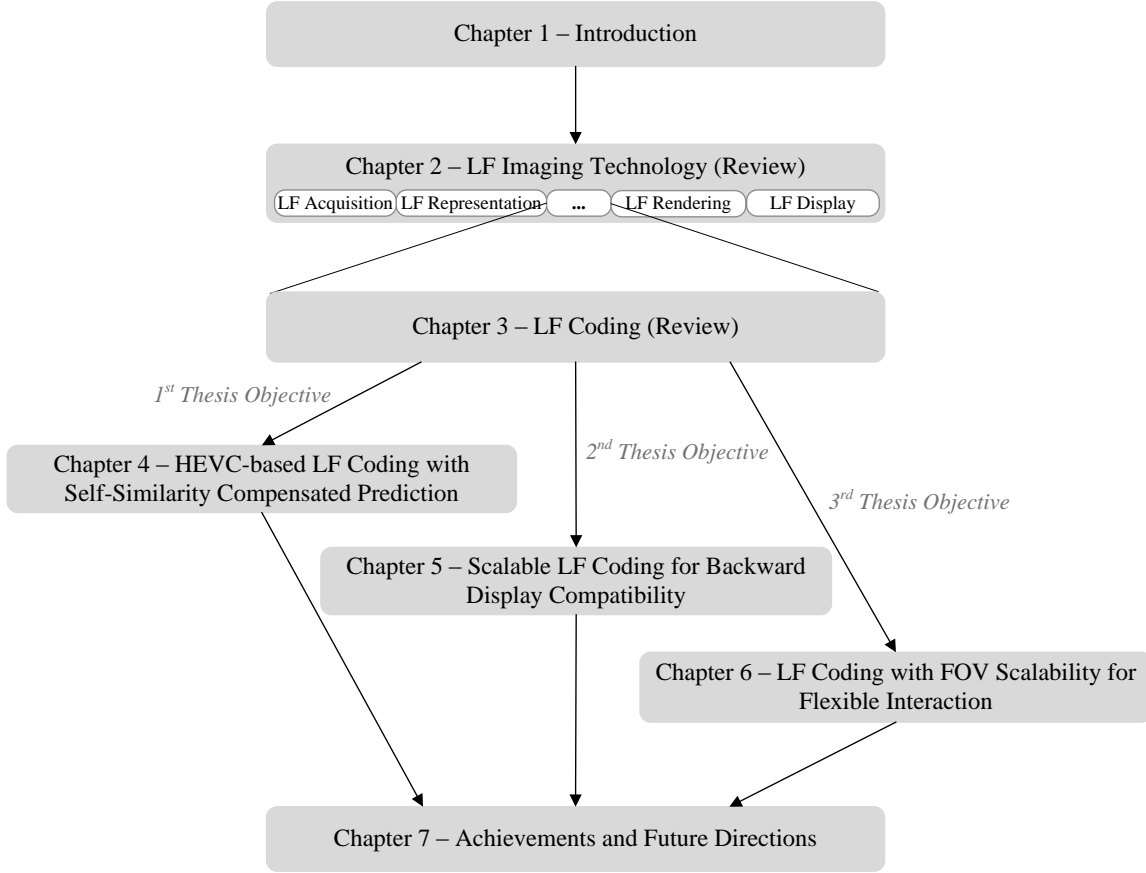 Chapter 1 – Introduction
Chapter 2 – LF Imaging Technology (Review)
LF Acquisition LF Representation ... LF Rendering LF Display
Chapter 3 – LF Coding (Review)
1st Thesis Objective
Chapter 4 – HEVC-based LF Coding with
Self-Similarity Compensated Prediction
2nd Thesis Objective
3rd Thesis Objective
Chapter 5 – Scalable LF Coding for Backward
Display Compatibility
Chapter 6 – LF Coding with FOV Scalability for
Flexible Interaction
Chapter 7 – Achievements and Future Directions